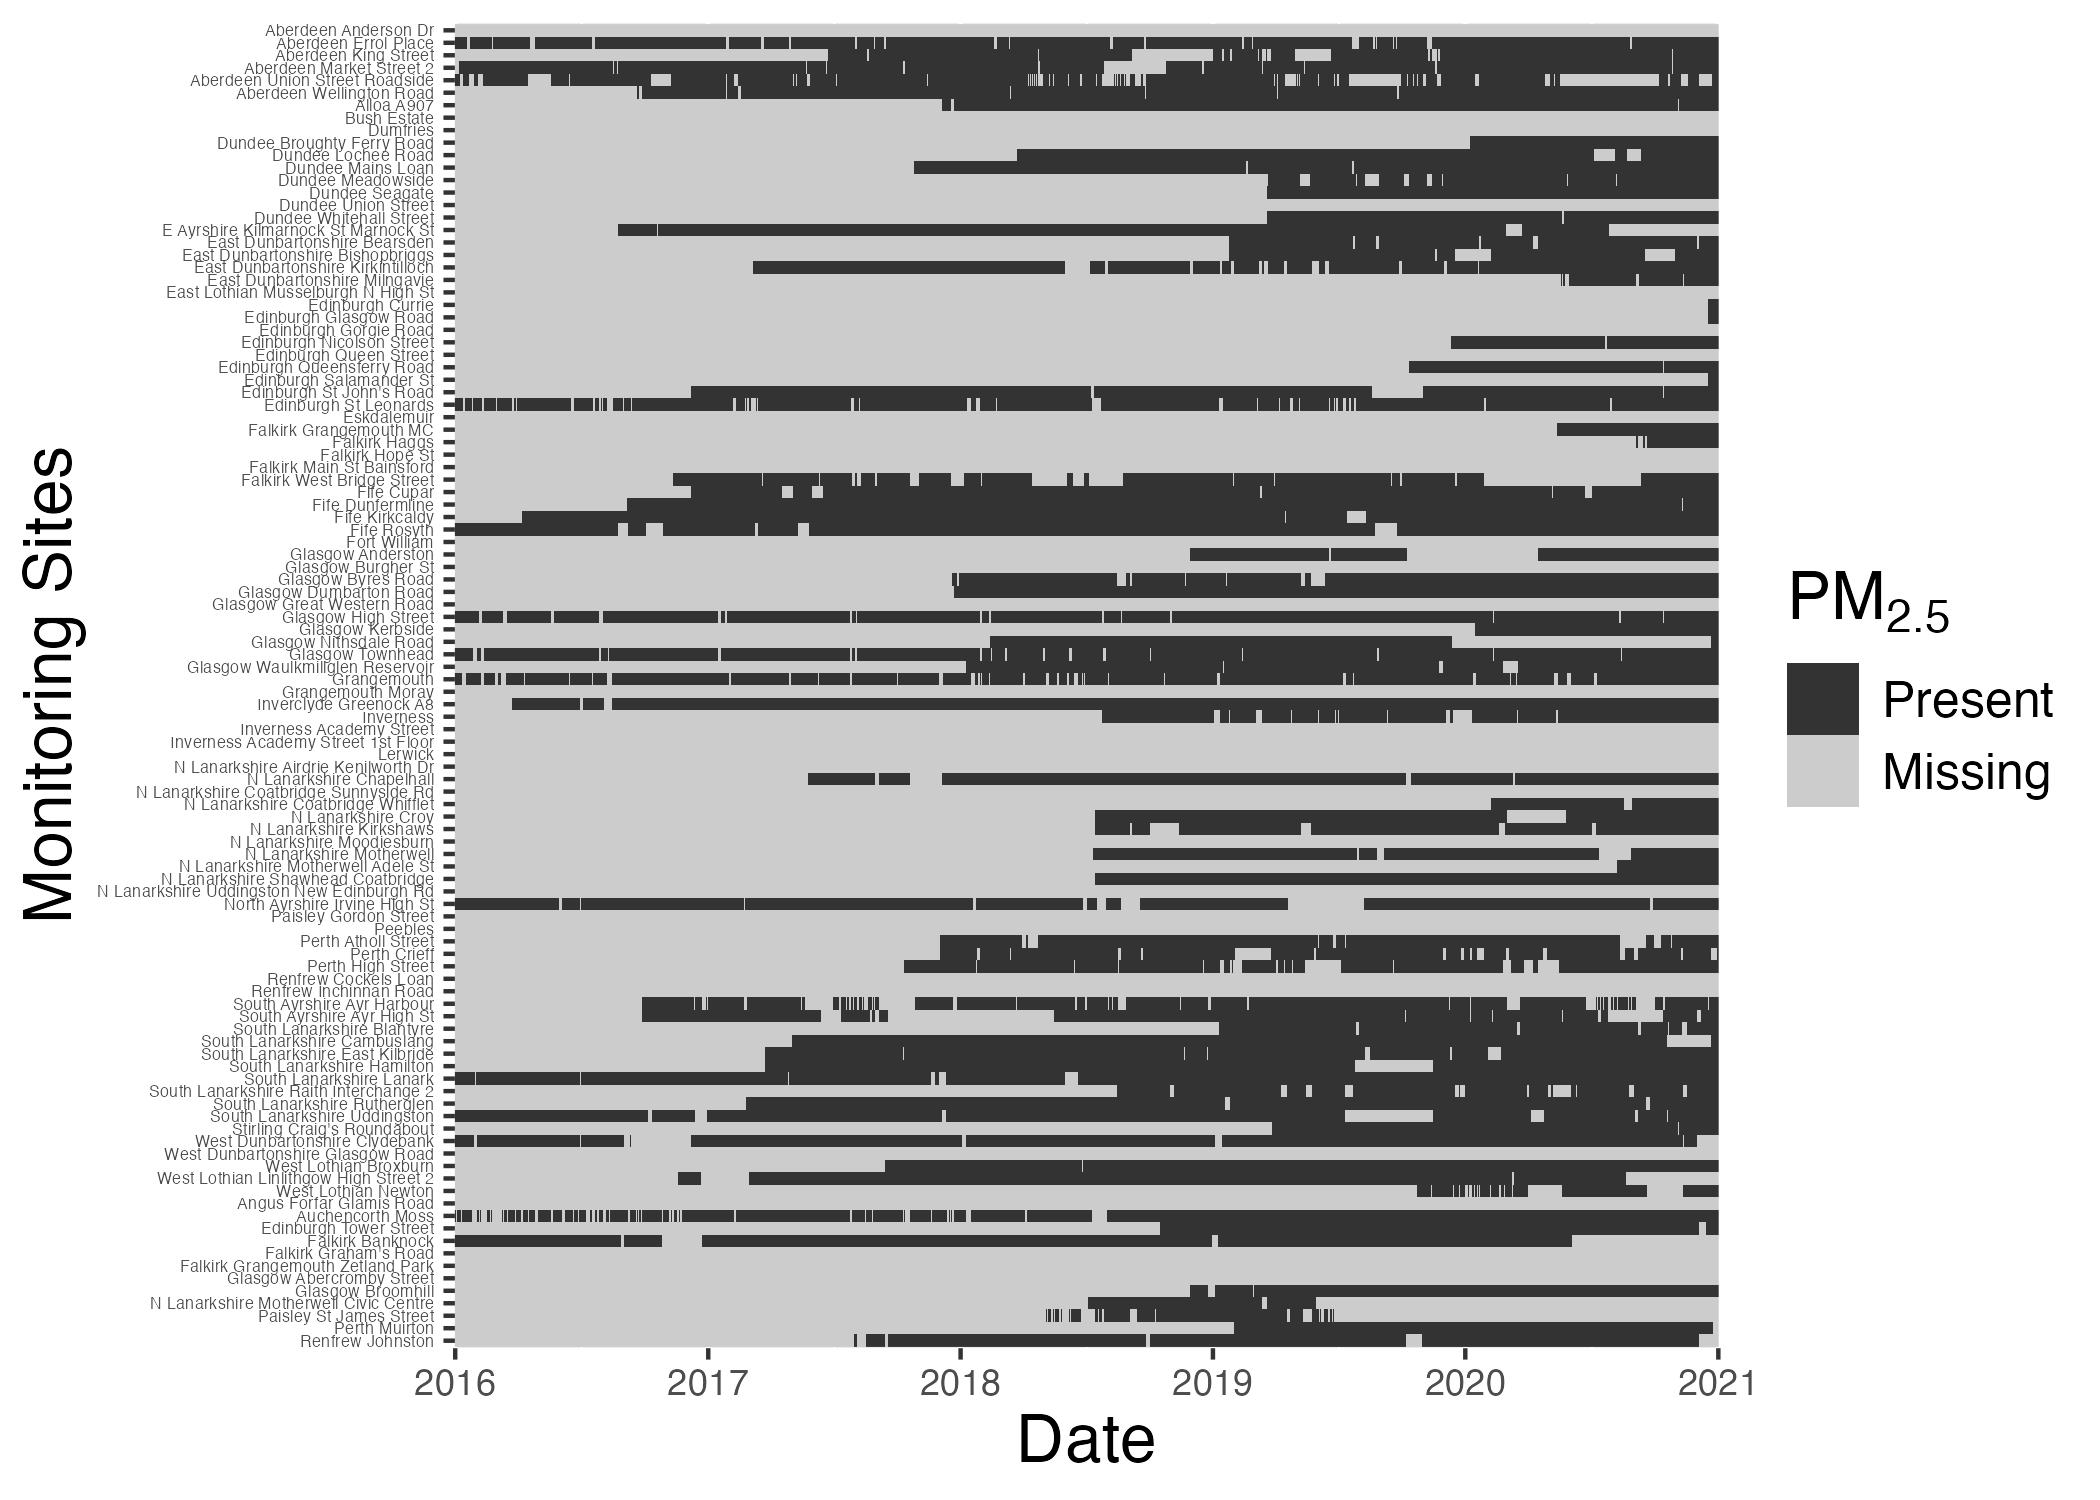 Aberdeen Anderson Dr
Aberdeen Errol Place
Aberdeen King Street
Aberdeen Market Street 2
Aberdeen Union Street Roadside
Aberdeen Wellington Road
Alloa A907
Bush Estate
Dumfries
Dundee Broughty Ferry Road
Dundee Lochee Road
Dundee Mains Loan
Dundee Meadowside
Dundee Seagate
Dundee Union Street
Dundee Whitehall Street
E Ayrshire Kilmarnock St Marnock St
East Dunbartonshire Bearsden
East Dunbartonshire Bishopbriggs
East Dunbartonshire Kirkintilloch
East Dunbartonshire Milngavie
East Lothian Musselburgh N High St
Edinburgh Currie
Edinburgh Glasgow Road
Edinburgh Gorgie Road
Edinburgh Nicolson Street
Edinburgh Queen Street
Edinburgh Queensferry Road
Edinburgh Salamander St
Edinburgh St John's Road
Edinburgh St Leonards
Eskdalemuir
Falkirk Grangemouth MC
Falkirk Haggs
Falkirk Hope St
Falkirk Main St Bainsford
Falkirk West Bridge Street
Fife Cupar
Fife Dunfermline
Fife Kirkcaldy
Fife Rosyth
Fort William
Glasgow Anderston
Glasgow Burgher St
Glasgow Byres Road
Glasgow Dumbarton Road
Glasgow Great Western Road
Glasgow High Street
Glasgow Kerbside
Glasgow Nithsdale Road
Glasgow Townhead
Glasgow Waulkmillglen Reservoir
Grangemouth
Grangemouth Moray
Inverclyde Greenock A8
Inverness
Inverness Academy Street
Inverness Academy Street 1st Floor
Lerwick
N Lanarkshire Airdrie Kenilworth Dr
N Lanarkshire Chapelhall
N Lanarkshire Coatbridge Sunnyside Rd
N Lanarkshire Coatbridge Whifflet
N Lanarkshire Croy
N Lanarkshire Kirkshaws
N Lanarkshire Moodiesburn
N Lanarkshire Motherwell
N Lanarkshire Motherwell Adele St
N Lanarkshire Shawhead Coatbridge
N Lanarkshire Uddingston New Edinburgh Rd
North Ayrshire Irvine High St
Paisley Gordon Street
Peebles
Perth Atholl Street
Perth Crieff
Perth High Street
Renfrew Cockels Loan
Renfrew Inchinnan Road
South Ayrshire Ayr Harbour
South Ayrshire Ayr High St
South Lanarkshire Blantyre
South Lanarkshire Cambuslang
South Lanarkshire East Kilbride
South Lanarkshire Hamilton
South Lanarkshire Lanark
South Lanarkshire Raith Interchange 2
South Lanarkshire Rutherglen
South Lanarkshire Uddingston
Stirling Craig's Roundabout
West Dunbartonshire Clydebank
West Dunbartonshire Glasgow Road
West Lothian Broxburn
West Lothian Linlithgow High Street 2
West Lothian Newton
Angus Forfar Glamis Road
Auchencorth Moss
Edinburgh Tower Street
Falkirk Banknock
Falkirk Graham's Road
Falkirk Grangemouth Zetland Park
Glasgow Abercromby Street
Glasgow Broomhill
N Lanarkshire Motherwell Civic Centre
Paisley St James Street
Perth Muirton
Renfrew Johnston
Monitoring Sites
2016 2017 2018 2019 2020 2021
Date
PM2.5
Present
Missing